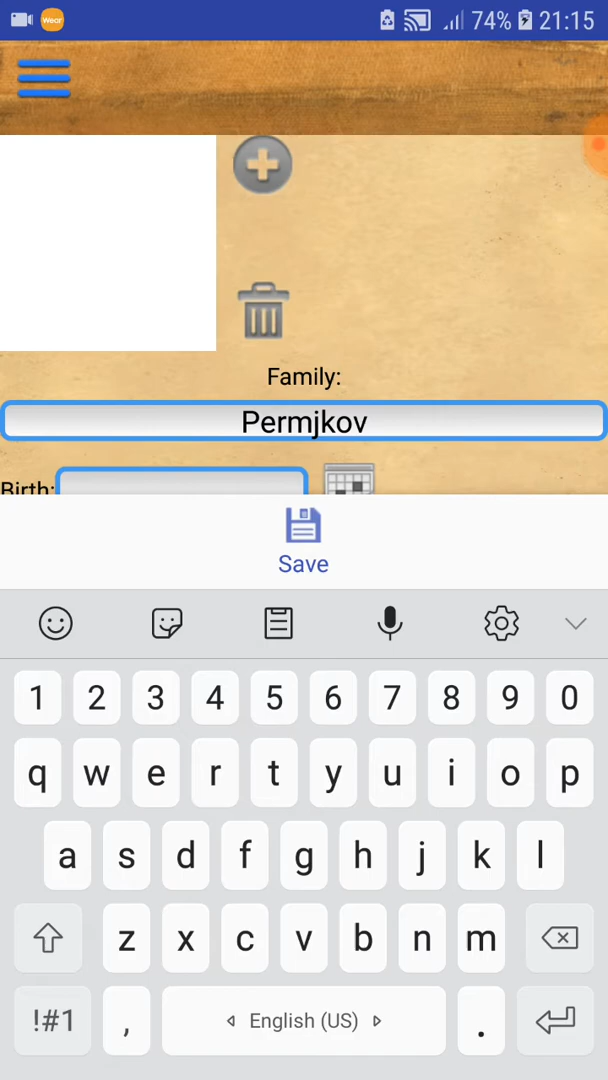 Wear 74% 21:15
Family:
Permjkov
Birth:
Save
1 2 3 4 5 6 7 8 9 0
q w e r t y u i o p
a s d f g h j k l
z x c v b n m
!#1 , English (US) .